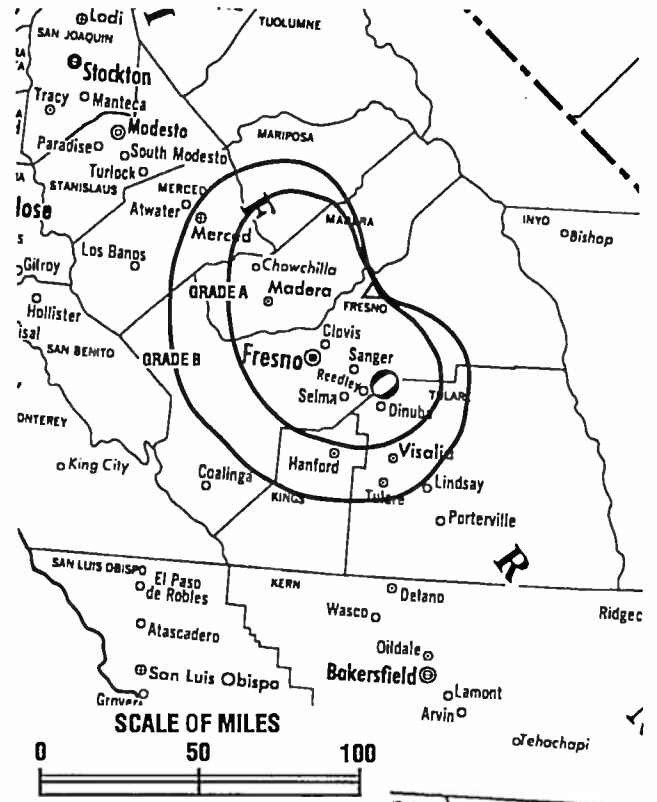 Lodi
TUOLUMNE
SAN JOAQUIN
Stockton
Tracy
Manteca
Modesto
MARIPOSA
Paradise
South Modesto
Turlock
STANISLAUS
MERCED
Atwater
lose
Merced
MADERA
INYO
Bishop
Los Banos
Gilroy
Chowchilla
GRADE A
Madera
FRESNO
Hollister
Clovis
isal
SAN BENITO
GRADE B
Fresno
Sanger
Reedley
Selma
Dinuba
TULARE
ONTEREY
Visalia
King City
Hanford
Coalinga
Tulare
Lindsay
KINGS
Porterville
R
SAN LUIS OBISPO
El Paso
de Robles
KERN
Delano
Wasco
Ridgec
Atascadero
Oildale
San Luis Obispo
Bakersfield
Lamont
Grover
Arvin
SCALE OF MILES
Tehachapi
0 50 100